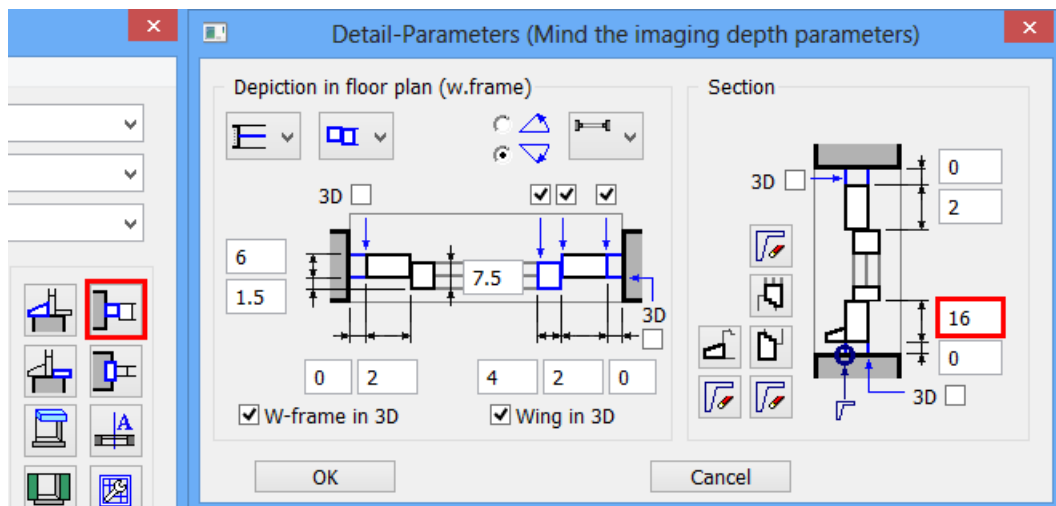 Detail-Parameters (Mind the imaging depth parameters)
Depiction in floor plan (w.frame)
Section
3D
3D
0
2
6
1.5
7.5
3D
16
0
0 2 4 2 0
3D
W-frame in 3D
Wing in 3D
A
OK
Cancel